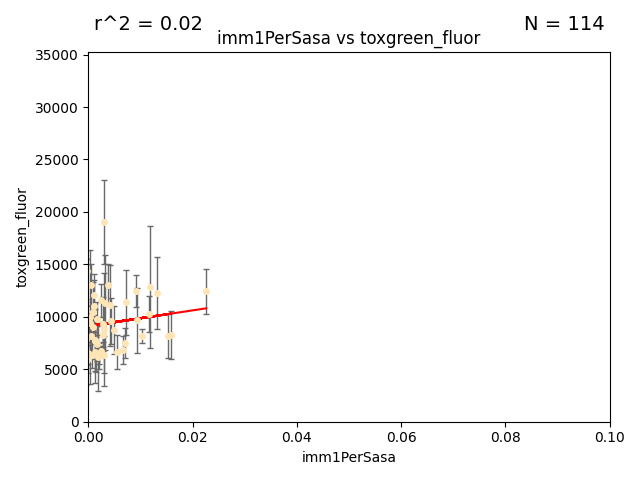 r^2 = 0.02
N = 114
imm1PerSasa vs toxgreen_fluor
35000
30000
25000
20000
15000
10000
5000
0
toxgreen_fluor
0.00
0.02
0.04
0.06
0.08
0.10
imm1PerSasa